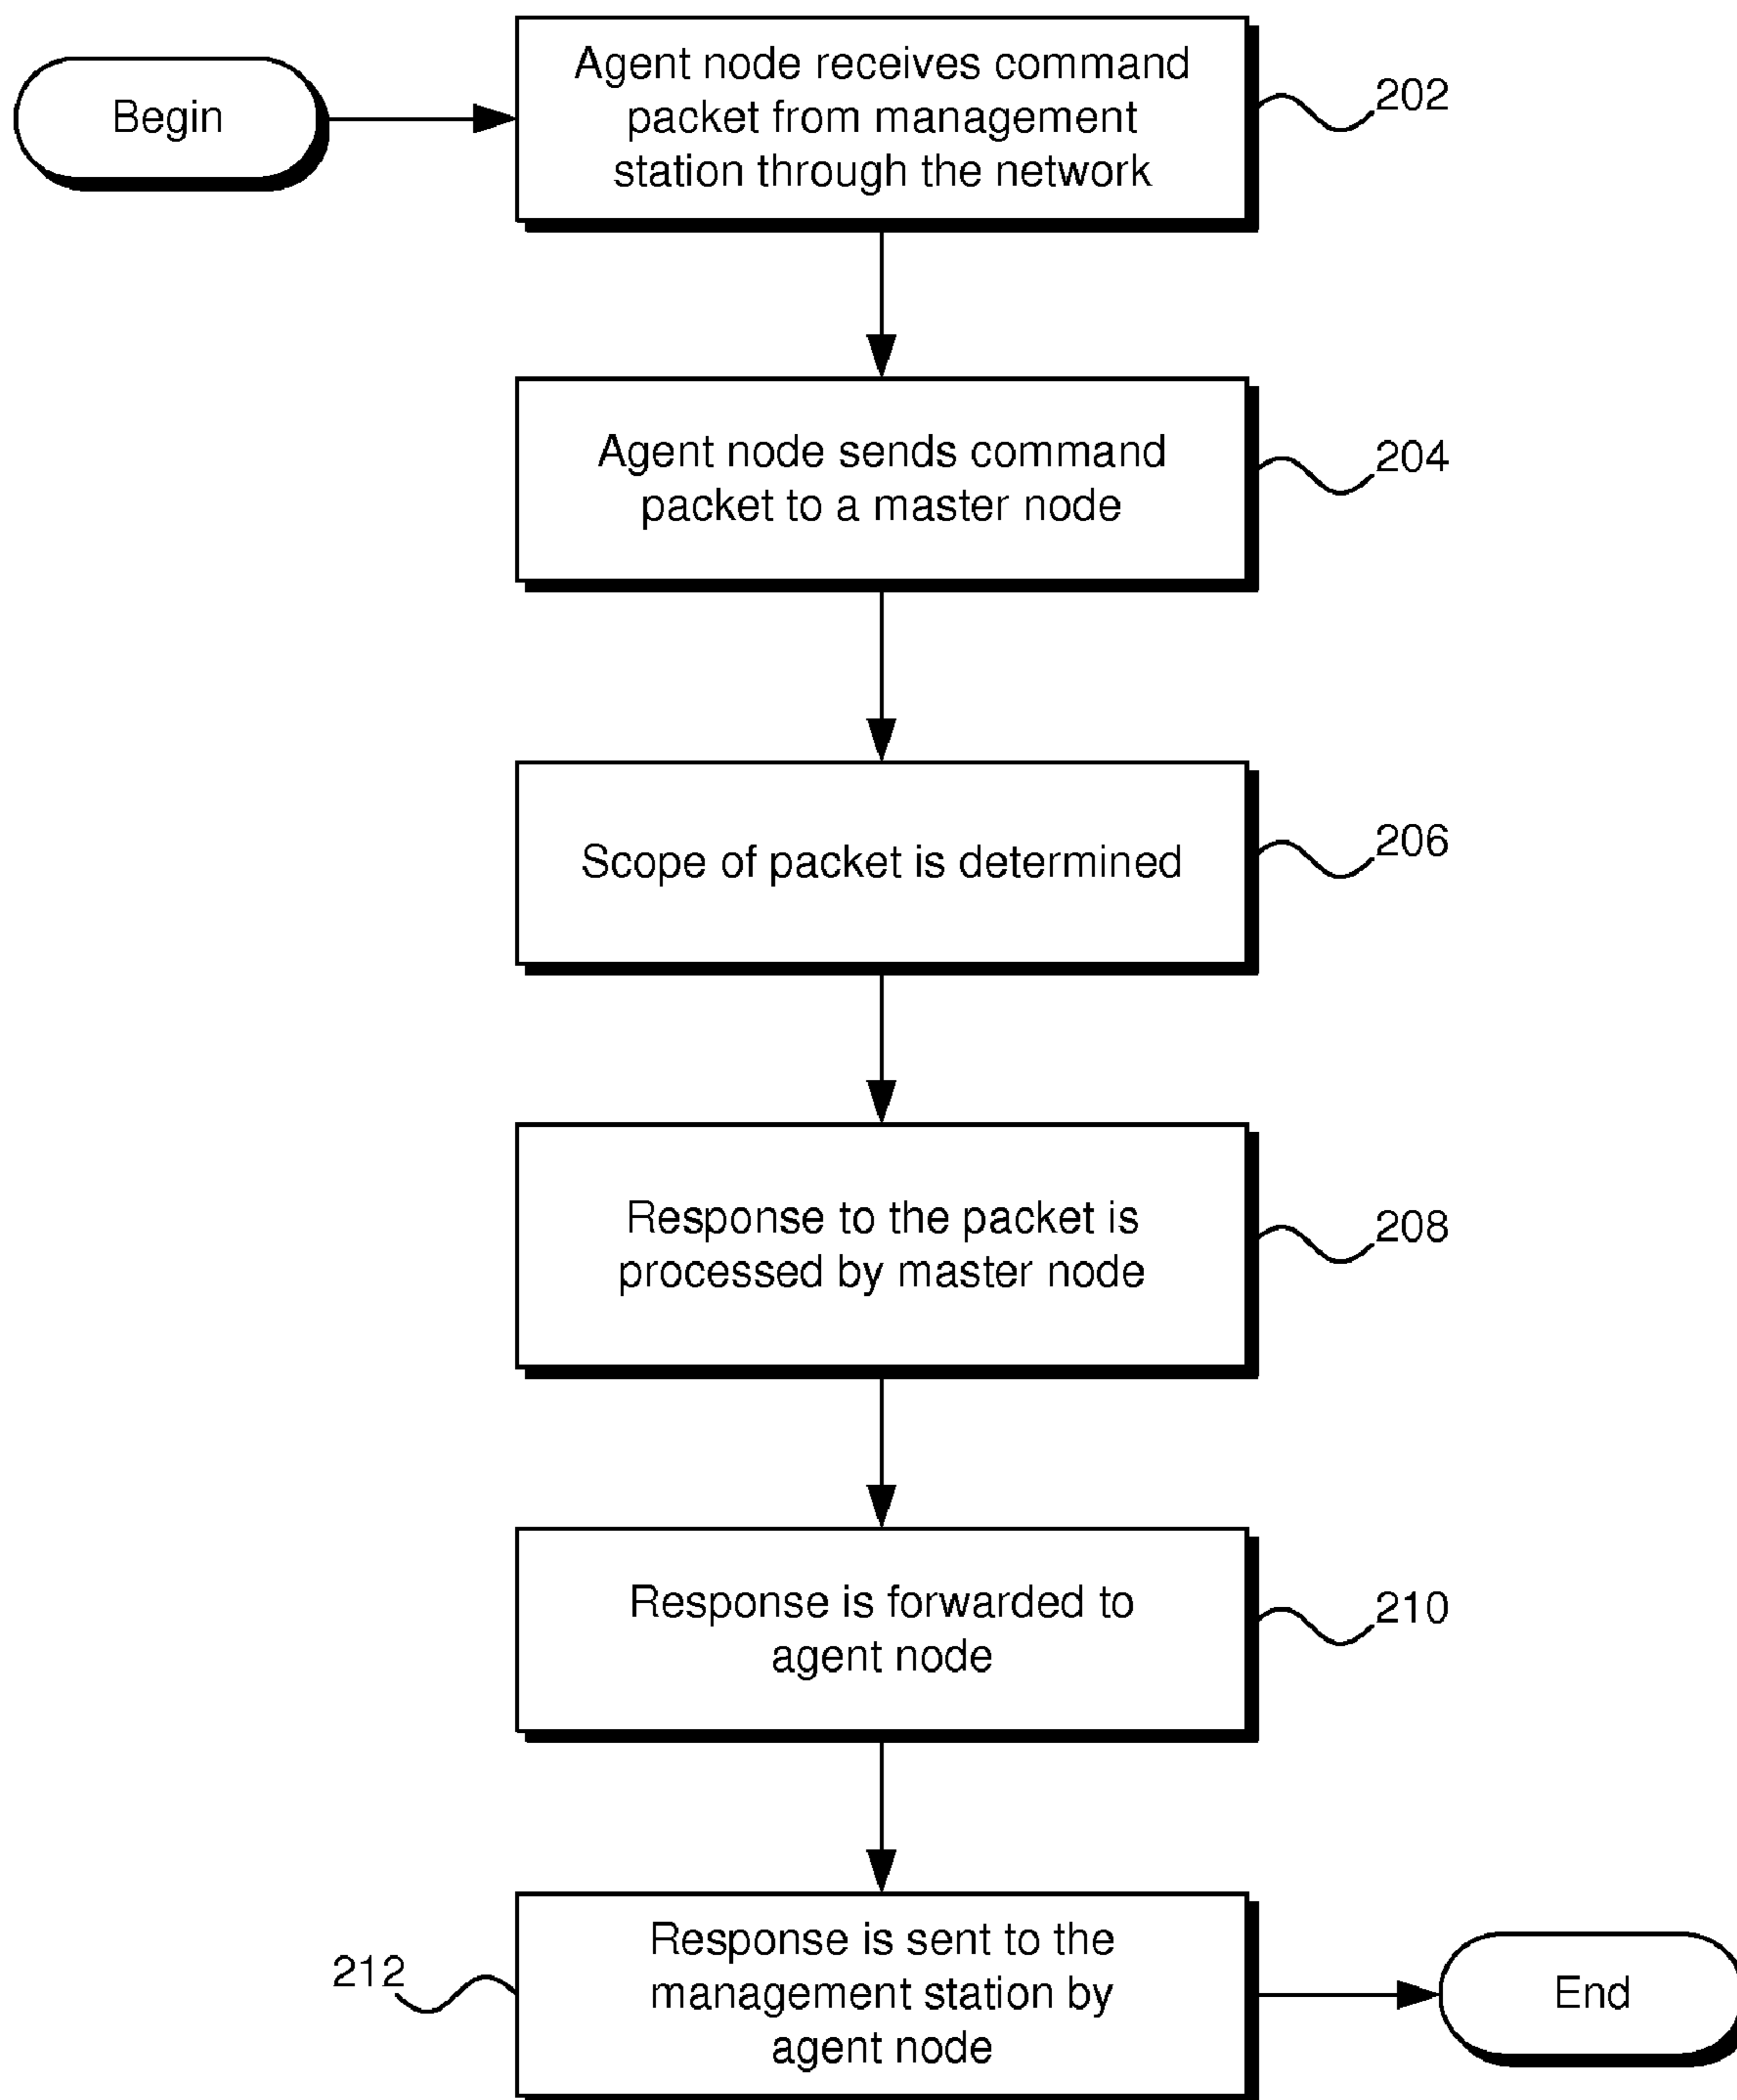 Begin
Agent node receives command
packet from management
station through the network
202
Agent node sends command
packet to a master node
204
Scope of packet is determined
206
Response to the packet is
processed by master node
208
Response is forwarded to
agent node
210
212
Response is sent to the
management station by
agent node
End